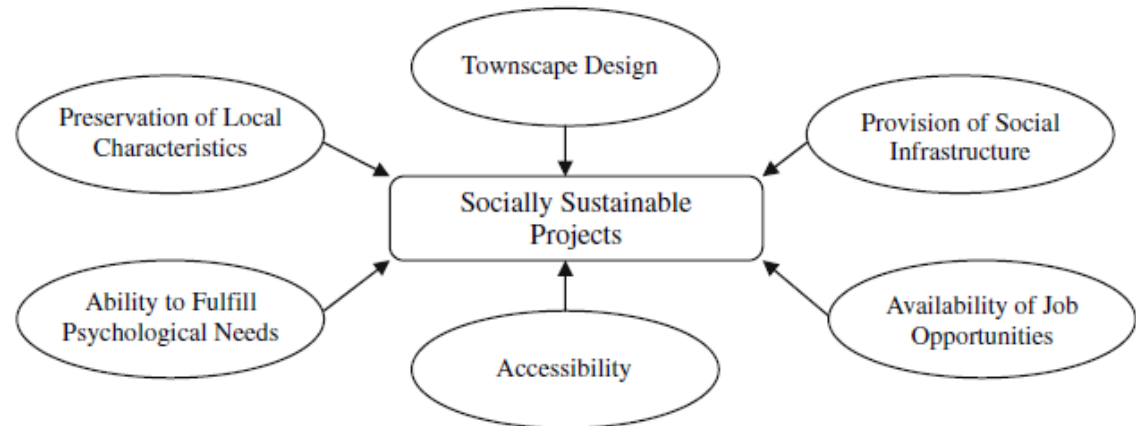 Townscape Design
Preservation of Local
Characteristics
Provision of Social
Infrastructure
Socially Sustainable
Projects
Ability to Fulfill
Psychological Needs
Accessibility
Availability of Job
Opportunities